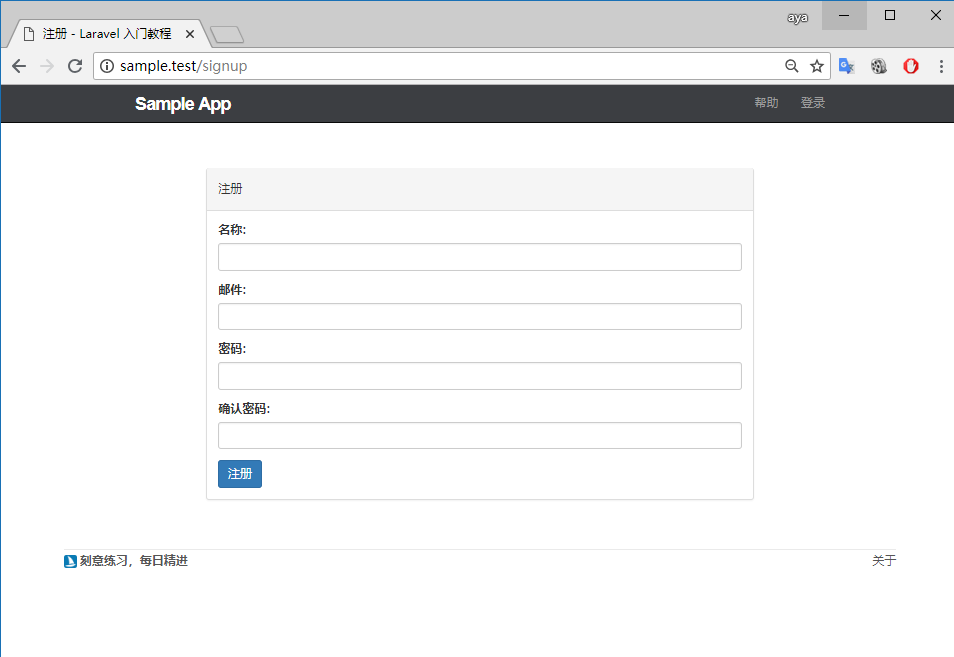 aya
注册 - Laravel 入门教程
sample.test/signup
Sample App 帮助 登录
注册
名称:
邮件:
密码:
确认密码:
注册
刻意练习，每日精进 关于